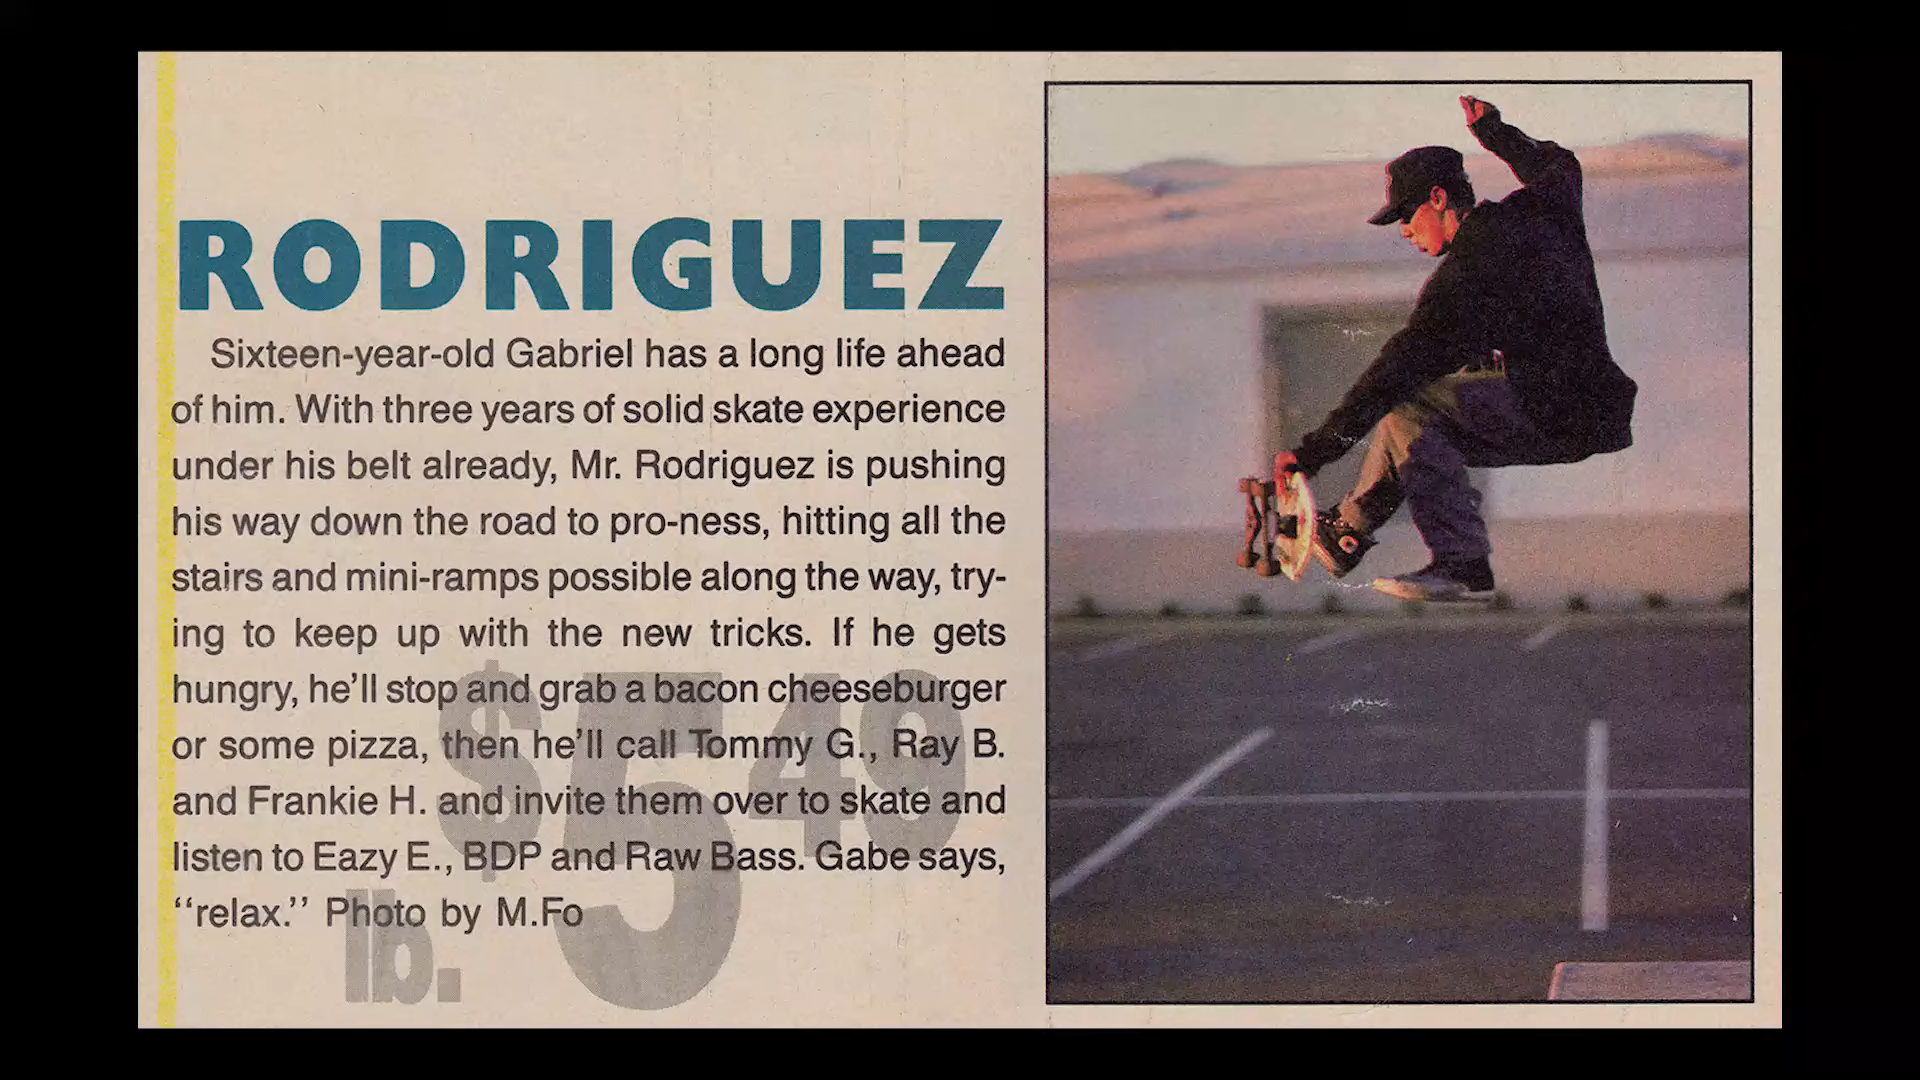 RODRIGUEZ
Sixteen-year-old Gabriel has a long life ahead
of him. With three years of solid skate experience
under his belt already, Mr. Rodriguez is pushing
his way down the road to pro-ness, hitting all the
stairs and mini-ramps possible along the way, try-
ing to keep up with the new tricks. If he gets
hungry, he'll stop and grab a bacon cheeseburger
or some pizza, then he'll call Tommy G., Ray B.
and Frankie H. and invite them over to skate and
listen to Eazy E., BDP and Raw Bass. Gabe says,
‘‘relax.’’ Photo by M.Fo
$5 49
lb.